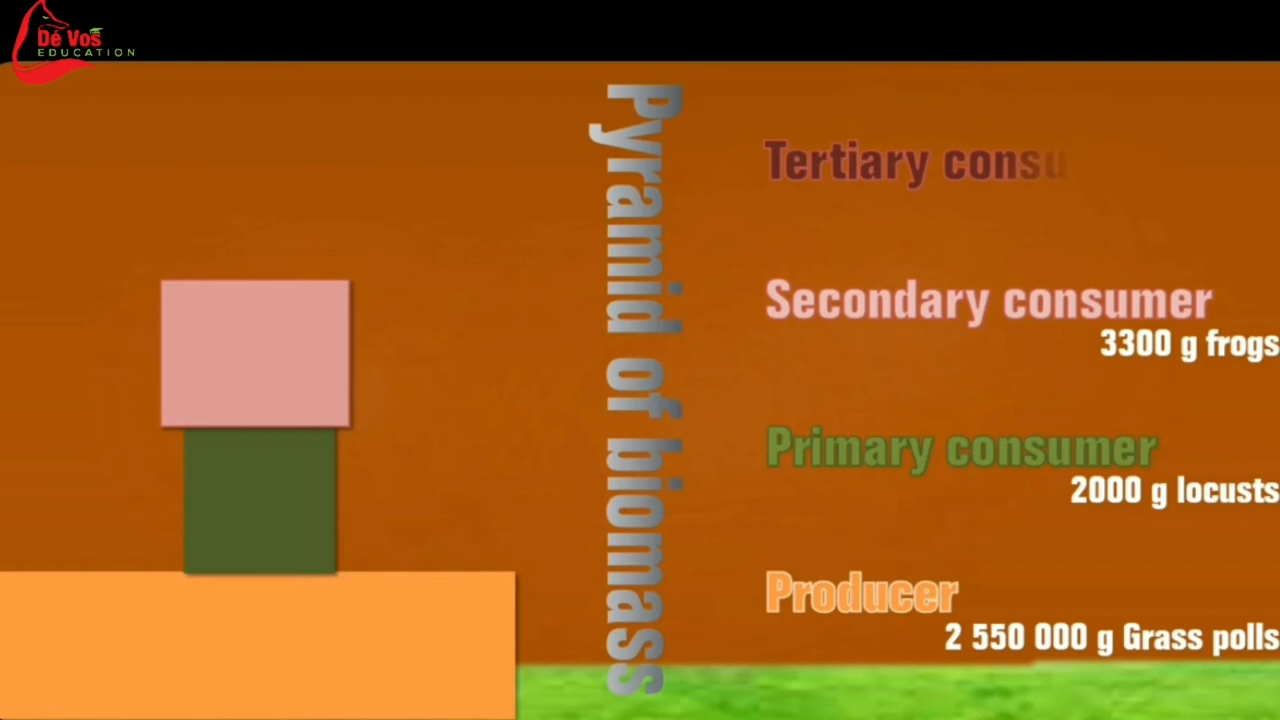 Dé Vos
EDUCATION
Pyramid of biomass
Tertiary consu
Secondary consumer
3300 g frogs
Primary consumer
2000 g locusts
Producer
2 550 000 g Grass polls